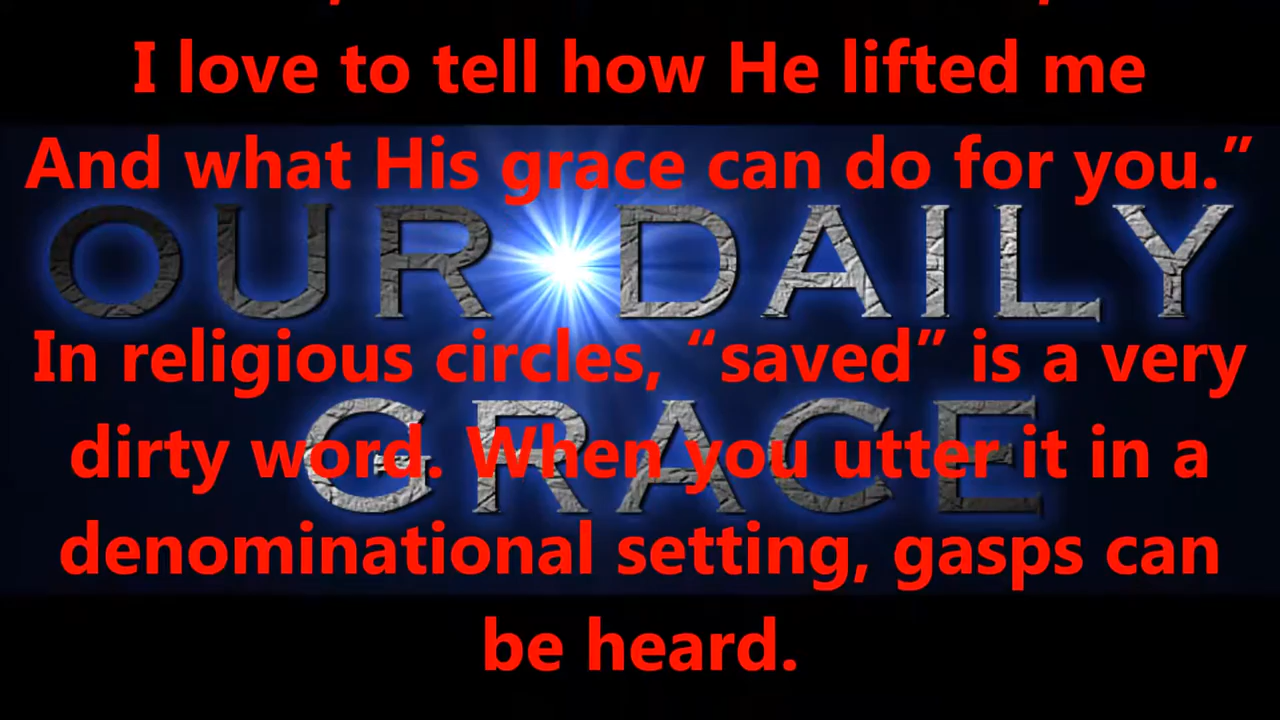 I love to tell how He lifted me
And what His grace can do for you.”
OUR DAILY
In religious circles, “saved” is a very
GRACE
dirty word. When you utter it in a
denominational setting, gasps can
be heard.